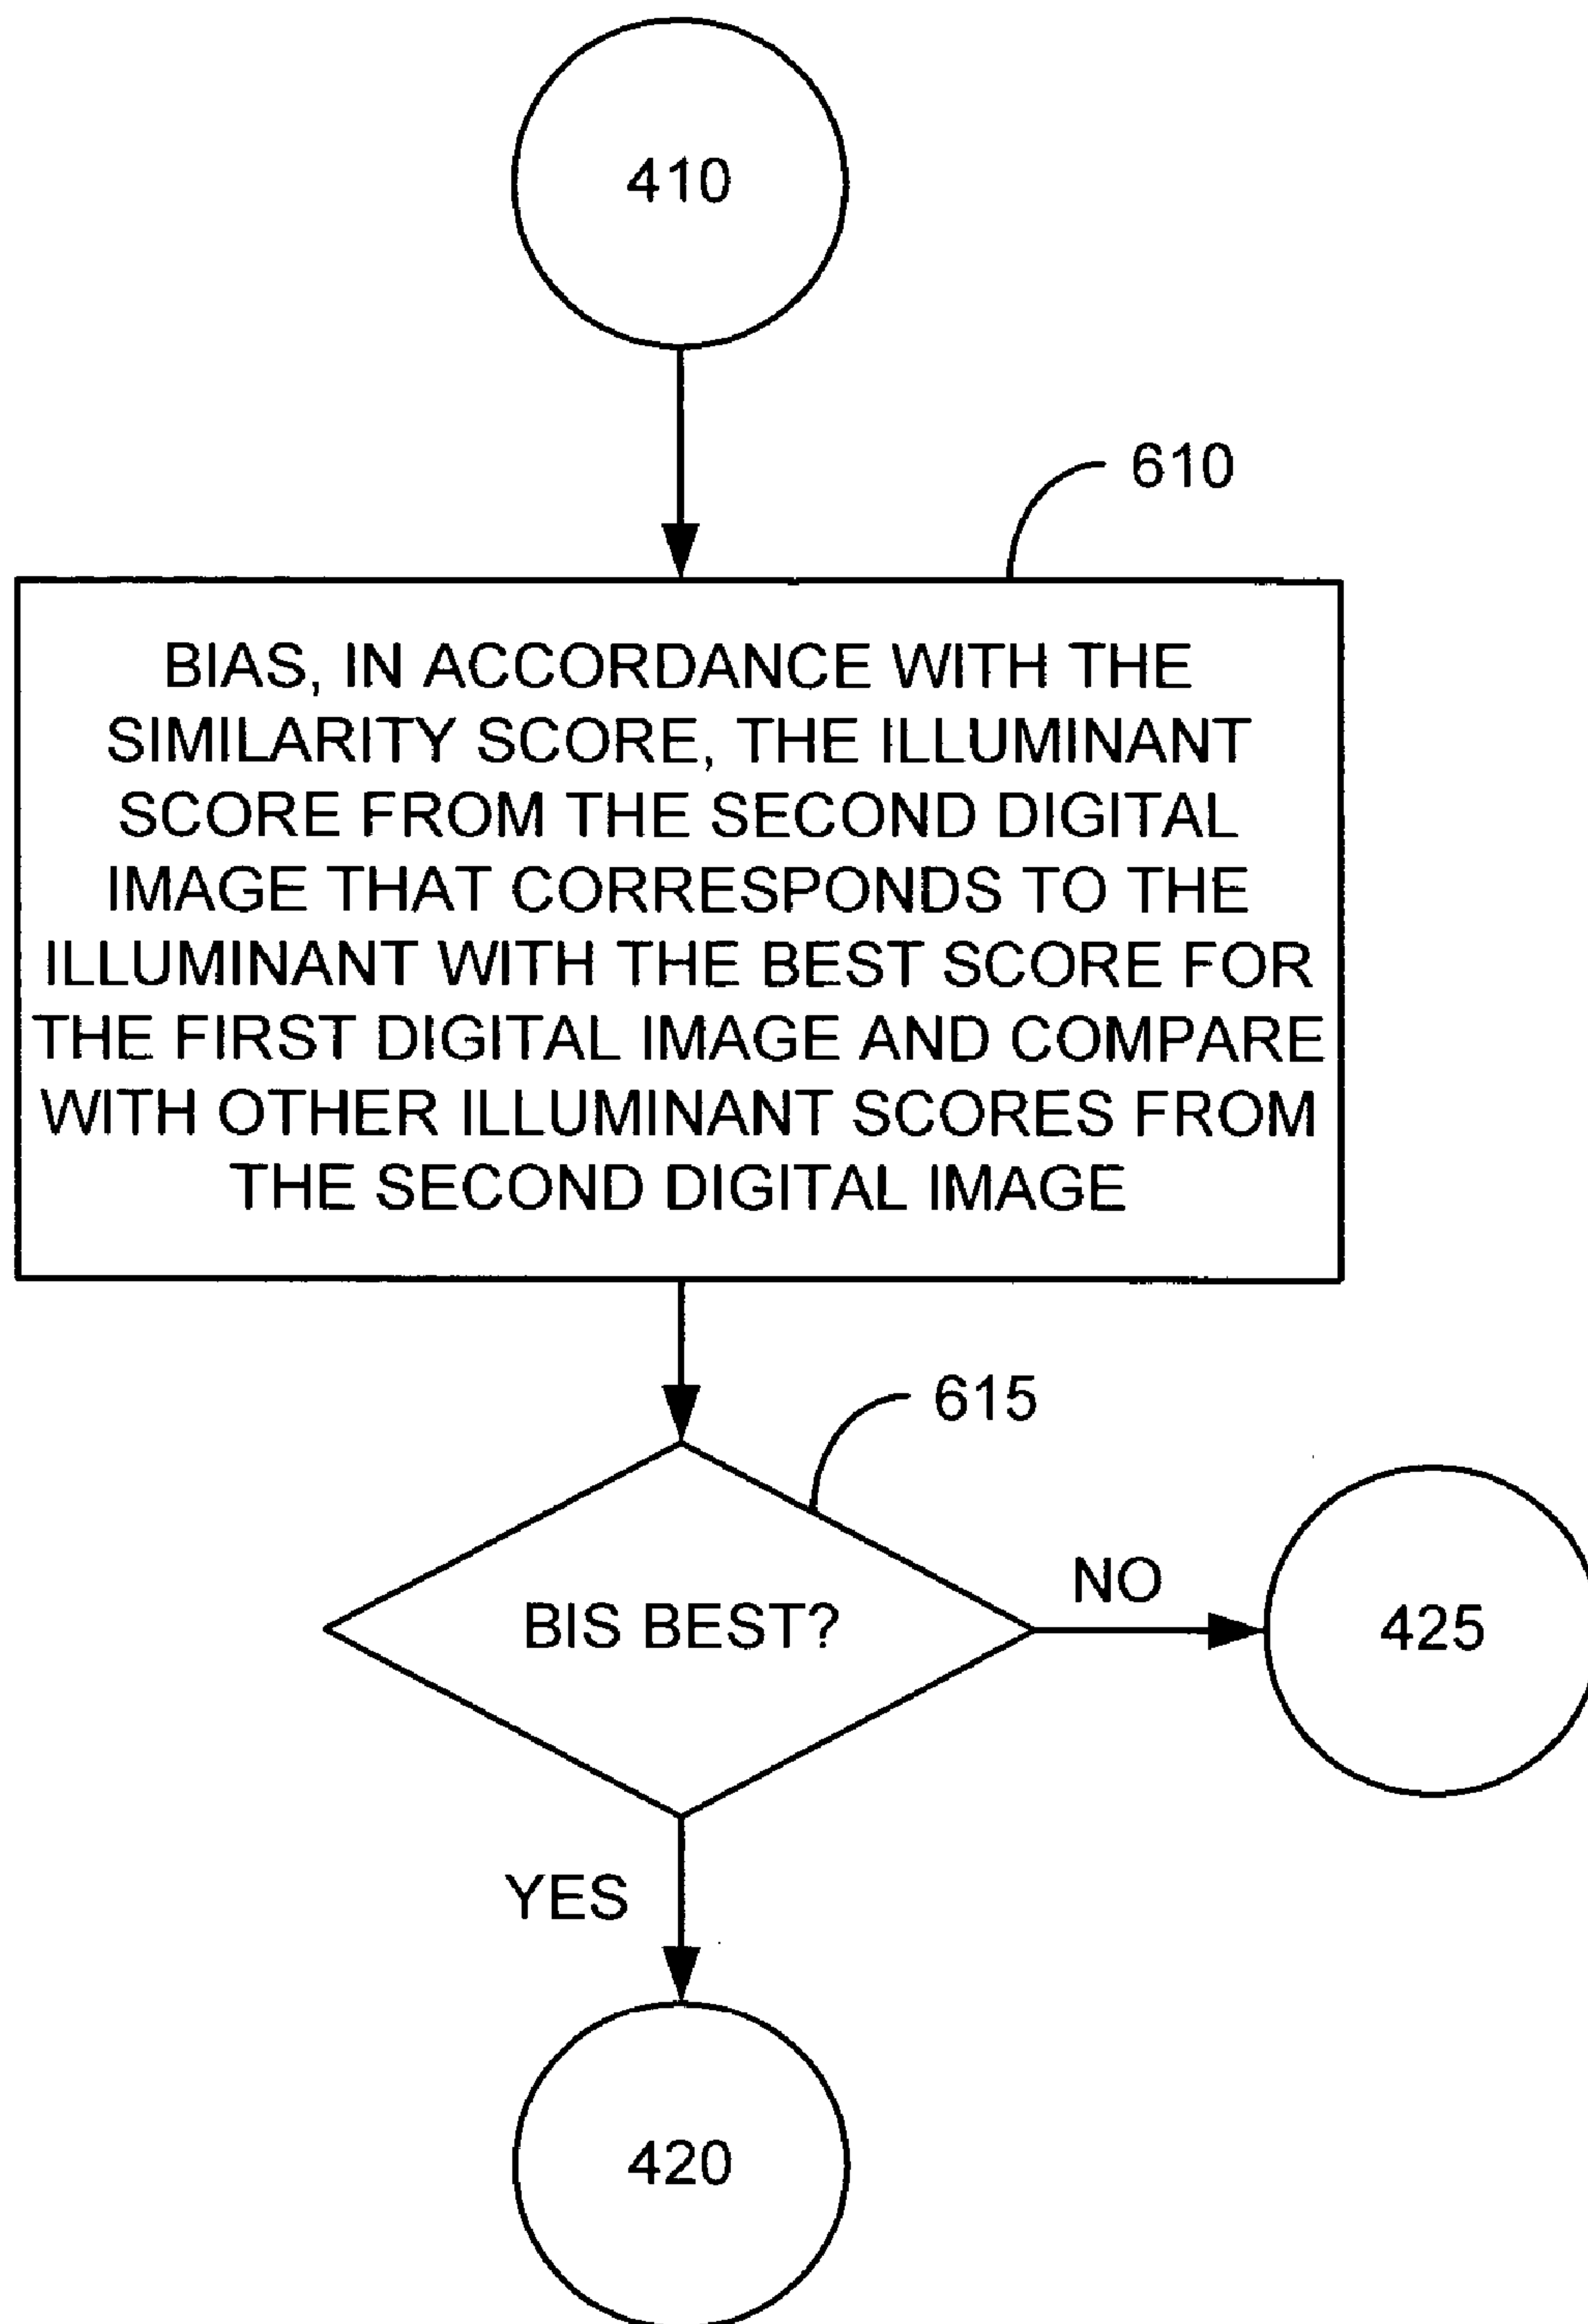 410
610
BIAS, IN ACCORDANCE WITH THE
SIMILARITY SCORE, THE ILLUMINANT
SCORE FROM THE SECOND DIGITAL
IMAGE THAT CORRESPONDS TO THE
ILLUMINANT WITH THE BEST SCORE FOR
THE FIRST DIGITAL IMAGE AND COMPARE
WITH OTHER ILLUMINANT SCORES FROM
THE SECOND DIGITAL IMAGE
615
BIS BEST?
NO
425
YES
420